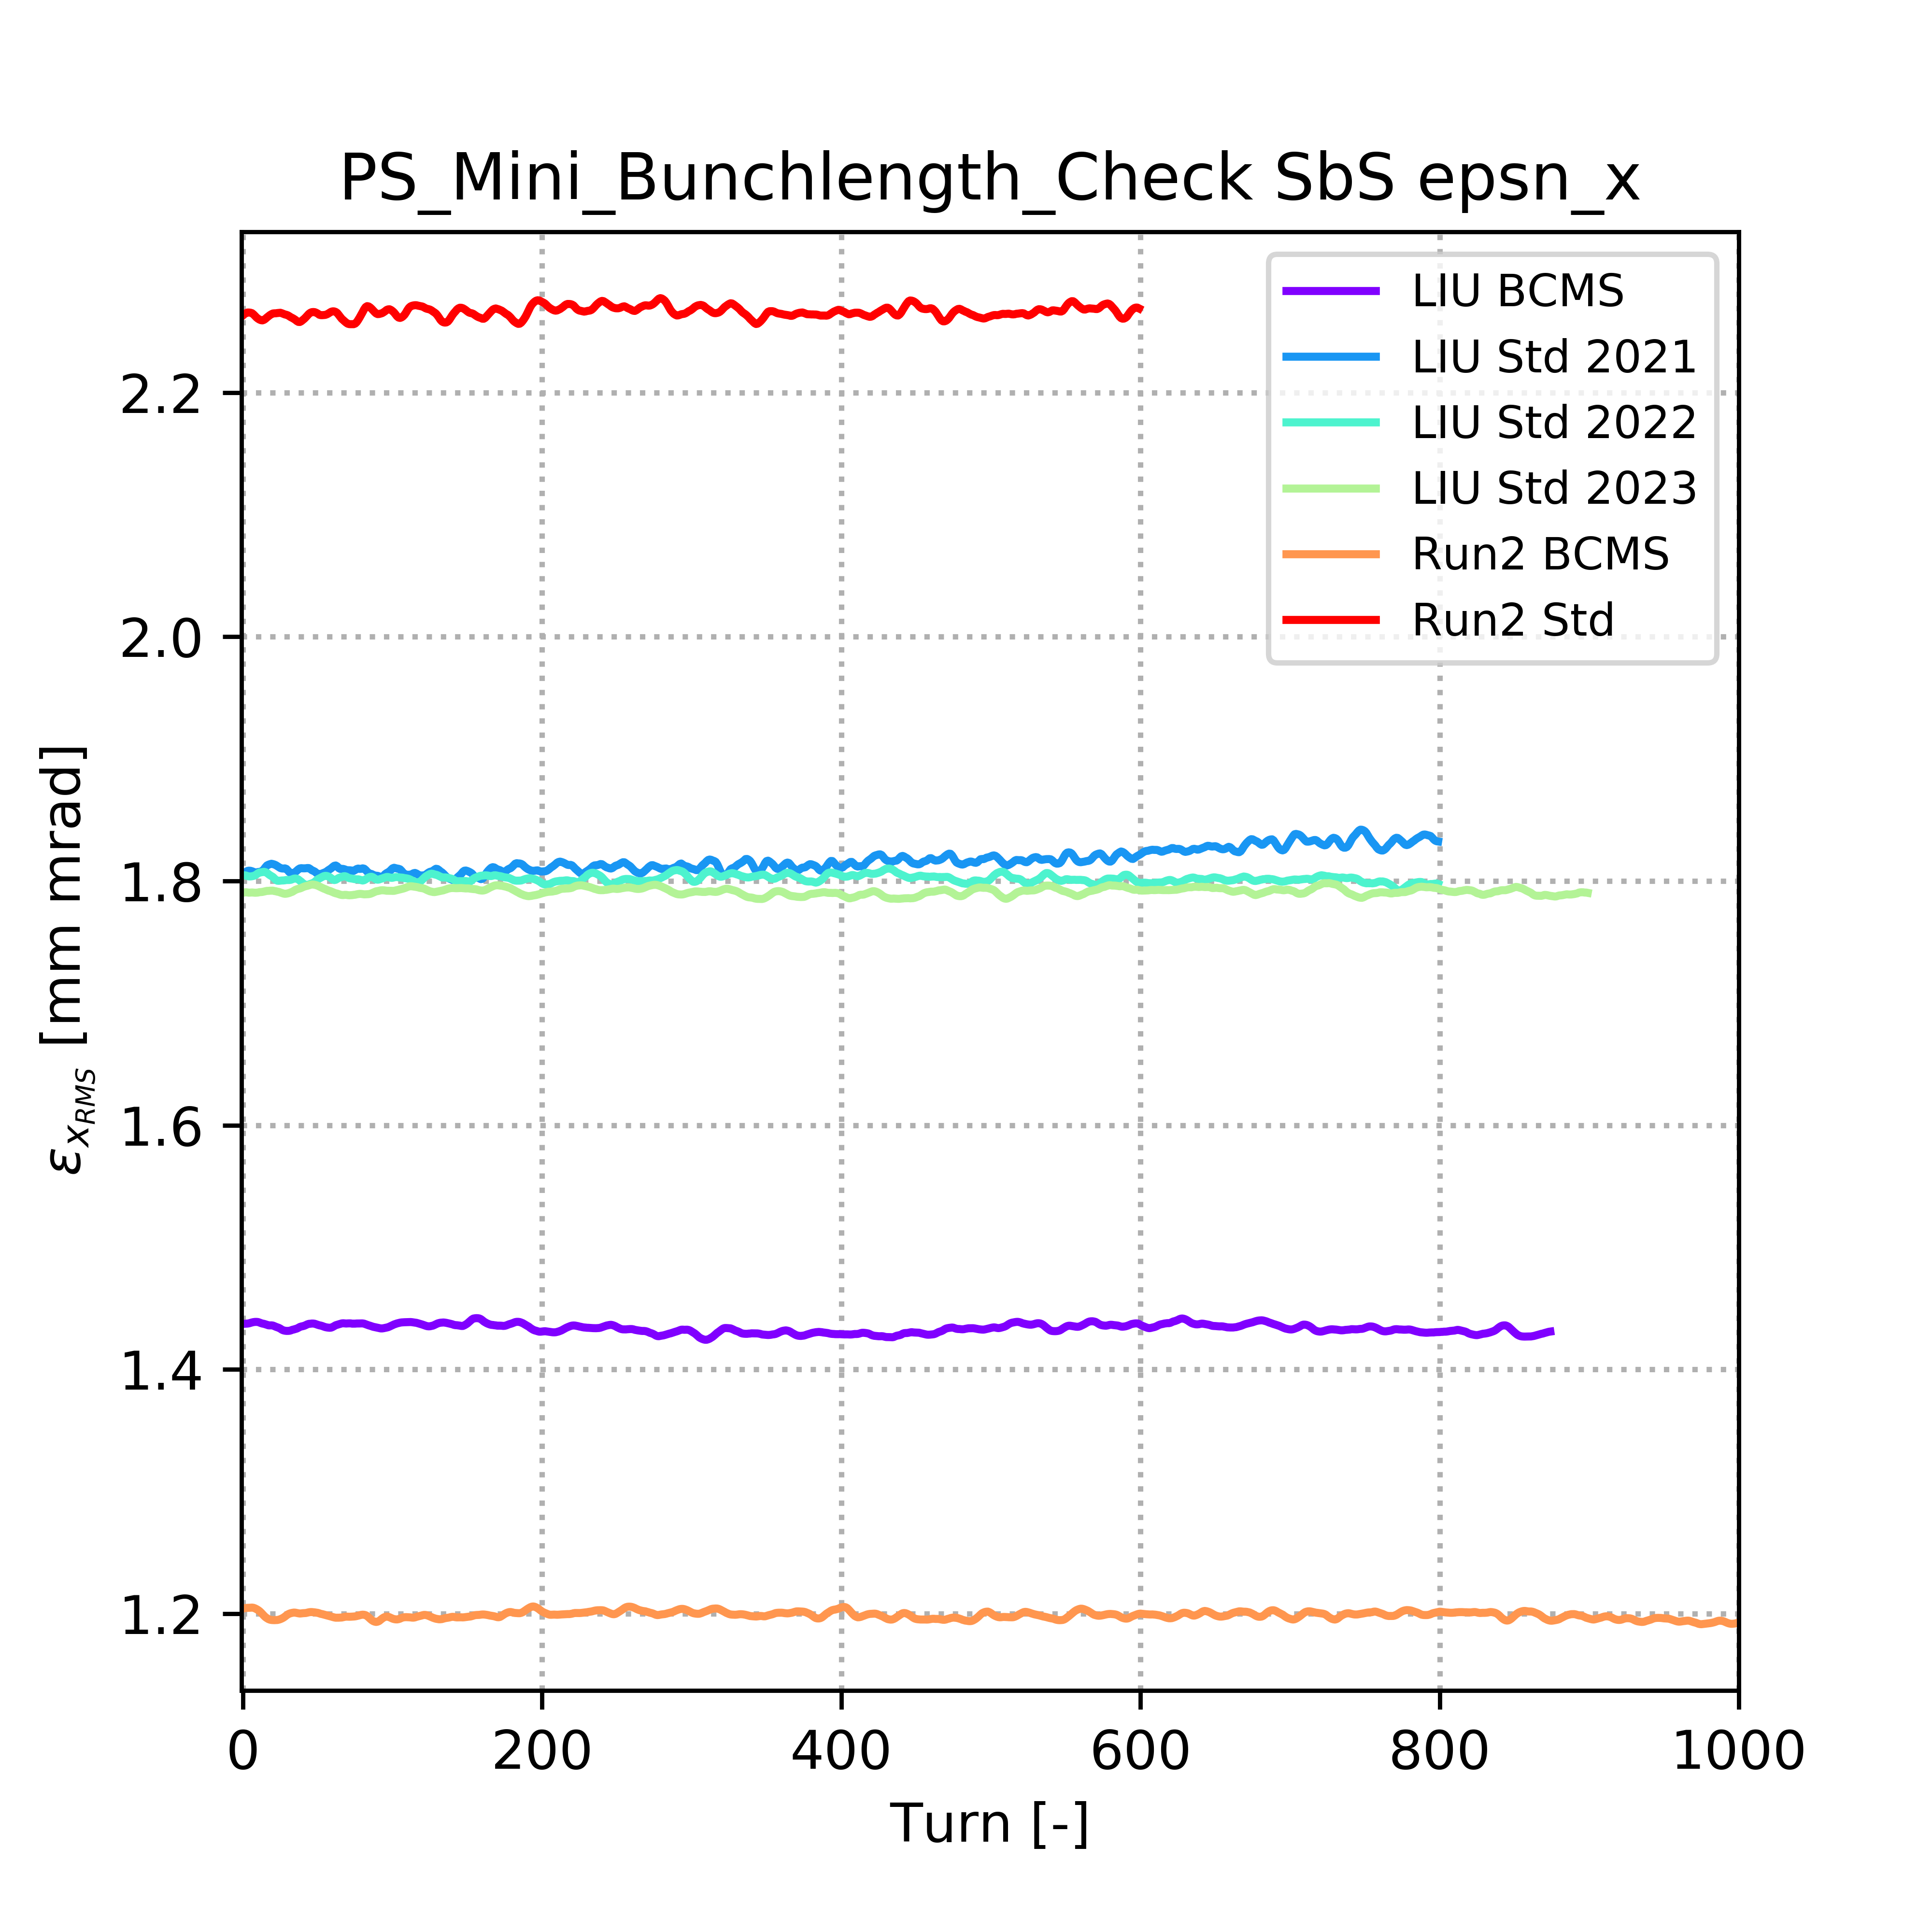 PS_Mini_Bunchlength_Check SbS epsn_x
LIU BCMS
LIU Std 2021
LIU Std 2022
LIU Std 2023
Run2 BCMS
Run2 Std
2.2
2.0
1.8
1.6
1.4
1.2
ε_{x_{RMS}} [mm mrad]
0 200 400 600 800 1000
Turn [-]